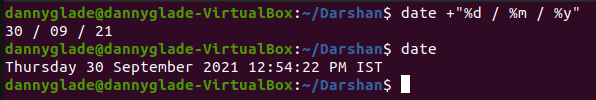 dannyglade@dannyglade-VirtualBox:~/Darshan$ date +"%d / %m / %y"
30 / 09 / 21
dannyglade@dannyglade-VirtualBox:~/Darshan$ date
Thursday 30 September 2021 12:54:22 PM IST
dannyglade@dannyglade-VirtualBox:~/Darshan$